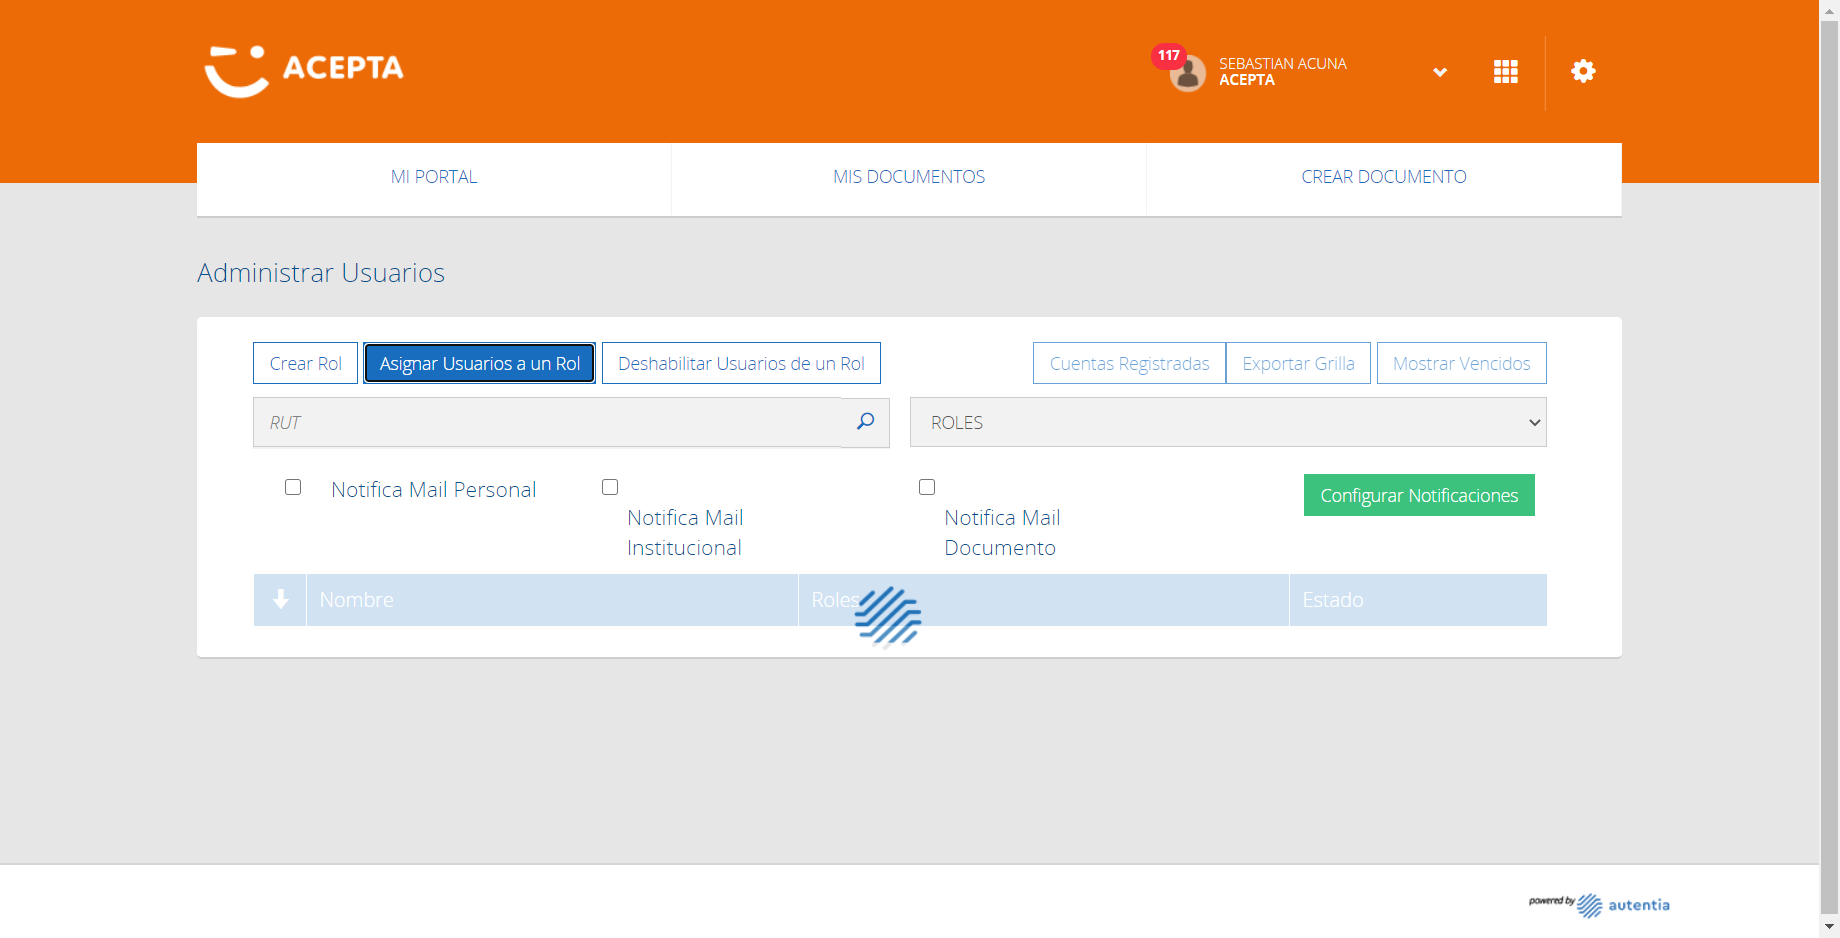 ACEPTA
117
SEBASTIAN ACUNA
ACEPTA
MI PORTAL
MIS DOCUMENTOS
CREAR DOCUMENTO
Administrar Usuarios
Crear Rol
Asignar Usuarios a un Rol
Deshabilitar Usuarios de un Rol
Cuentas Registradas
Exportar Grilla
Mostrar Vencidos
RUT
ROLES
Notifica Mail Personal
Notifica Mail
Institucional
Notifica Mail
Documento
Configurar Notificaciones
Nombre
Roles
Estado
powered by
autentia